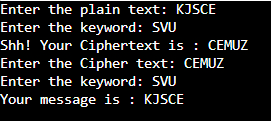 Enter the plain text: KJSCE
Enter the keyword: SVU
Shh! Your Ciphertext is : CEMUZ
Enter the Cipher text: CEMUZ
Enter the keyword: SVU
Your message is : KJSCE